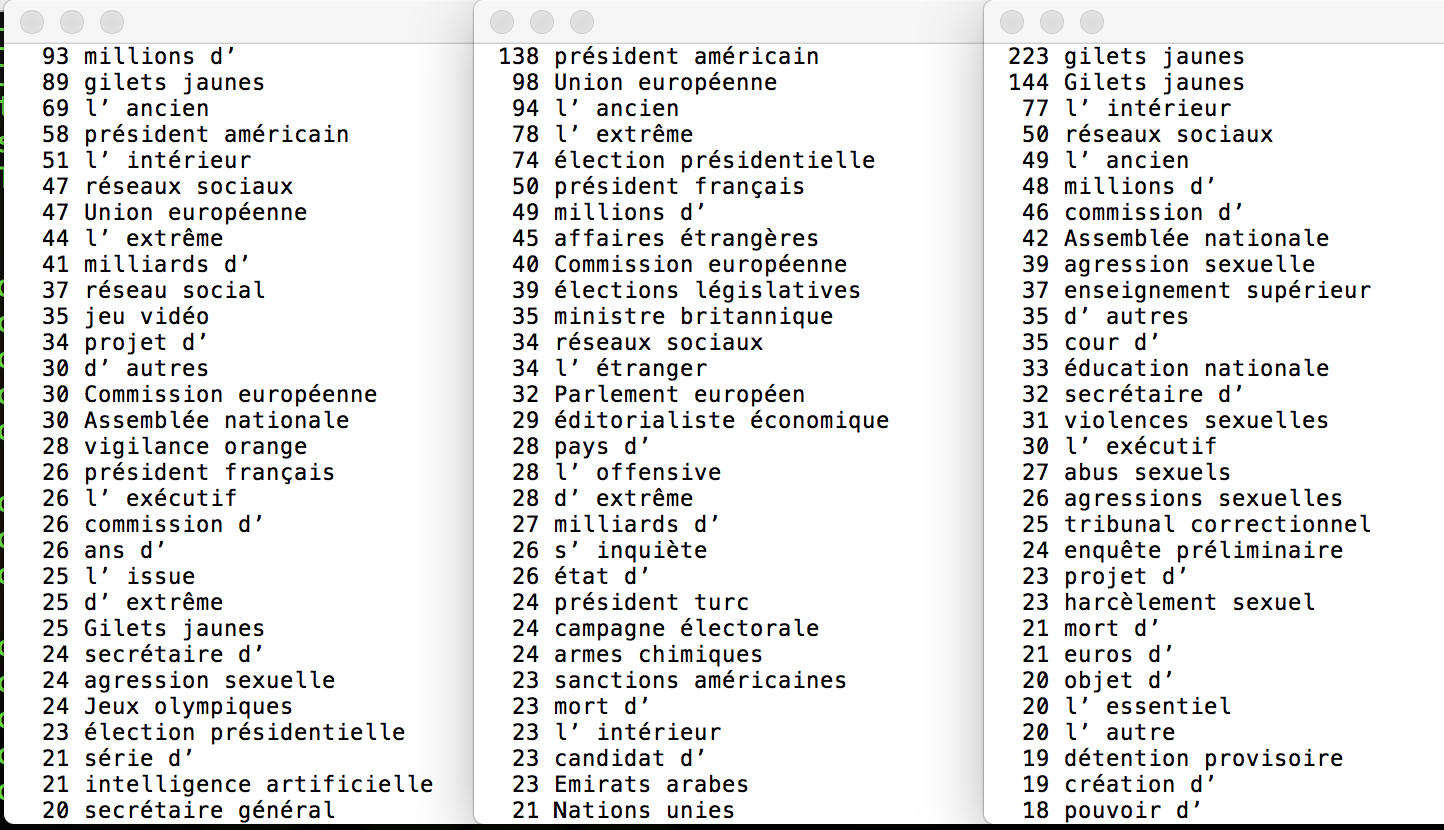 93 millions d’
89 gilets jaunes
69 l’ ancien
58 président américain
51 l’ intérieur
47 réseaux sociaux
47 Union européenne
44 l’ extrême
41 milliards d’
37 réseau social
35 jeu vidéo
34 projet d’
30 d’ autres
30 Commission européenne
30 Assemblée nationale
28 vigilance orange
26 président français
26 l’ exécutif
26 commission d’
26 ans d’
25 l’ issue
25 d’ extrême
25 Gilets jaunes
24 secrétaire d’
24 agression sexuelle
24 Jeux olympiques
23 élection présidentielle
21 série d’
21 intelligence artificielle
20 secrétaire général
138 président américain
98 Union européenne
94 l’ ancien
78 l’ extrême
74 élection présidentielle
50 président français
49 millions d’
45 affaires étrangères
40 Commission européenne
39 élections législatives
35 ministre britannique
34 réseaux sociaux
34 l’ étranger
32 Parlement européen
29 éditorialiste économique
28 pays d’
28 l’ offensive
28 d’ extrême
27 milliards d’
26 s’ inquiète
26 état d’
24 président turc
24 campagne électorale
24 armes chimiques
23 sanctions américaines
23 mort d’
23 l’ intérieur
23 candidat d’
23 Emirats arabes
21 Nations unies
223 gilets jaunes
144 Gilets jaunes
77 l’ intérieur
50 réseaux sociaux
49 l’ ancien
48 millions d’
46 commission d’
42 Assemblée nationale
39 agression sexuelle
37 enseignement supérieur
35 d’ autres
35 cour d’
33 éducation nationale
32 secrétaire d’
31 violences sexuelles
30 l’ exécutif
27 abus sexuels
26 agressions sexuelles
25 tribunal correctionnel
24 enquête préliminaire
23 projet d’
23 harcèlement sexuel
21 mort d’
21 euros d’
20 objet d’
20 l’ essentiel
20 l’ autre
19 détention provisoire
19 création d’
18 pouvoir d’